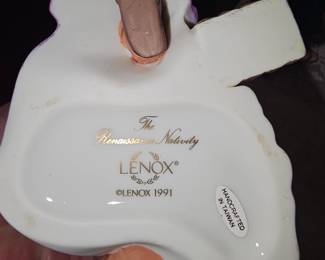 The
Renaissance Nativity
LENOX®
©LENOX 1991
HANDCRAFTED
IN TAIWAN